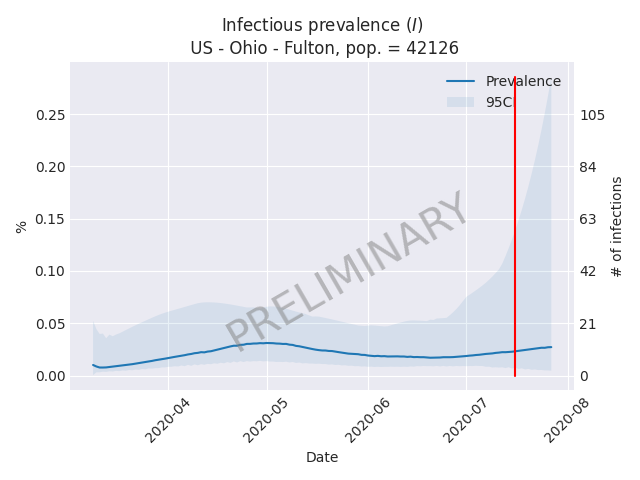 Infectious prevalence (I)
US - Ohio - Fulton, pop. = 42126
Prevalence
95CI
0.25
0.20
0.15
0.10
0.05
0.00
%
105
84
63
42
21
0
# of infections
PRELIMINARY
2020-04
2020-05
2020-06
2020-07
2020-08
Date